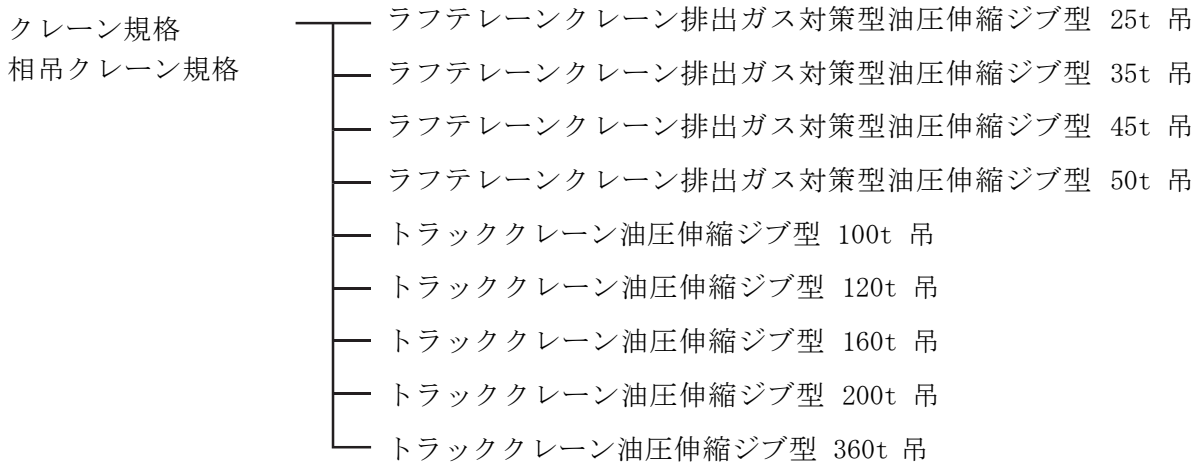 クレーン規格
相吊クレーン規格
ラフテレーンクレーン排出ガス対策型油圧伸縮ジブ型 25t 吊
ラフテレーンクレーン排出ガス対策型油圧伸縮ジブ型 35t 吊
ラフテレーンクレーン排出ガス対策型油圧伸縮ジブ型 45t 吊
ラフテレーンクレーン排出ガス対策型油圧伸縮ジブ型 50t 吊
トラッククレーン油圧伸縮ジブ型 100t 吊
トラッククレーン油圧伸縮ジブ型 120t 吊
トラッククレーン油圧伸縮ジブ型 160t 吊
トラッククレーン油圧伸縮ジブ型 200t 吊
トラッククレーン油圧伸縮ジブ型 360t 吊